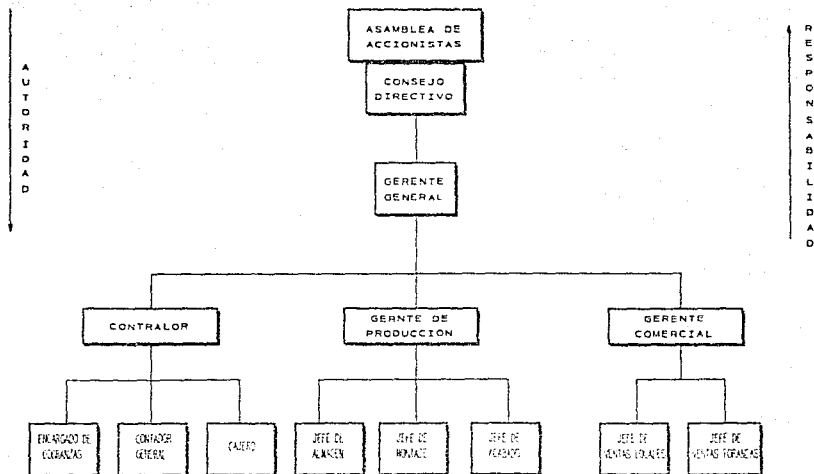 ASAMBLEA DE
ACCIONISTAS
CONSEJO
DIRECTIVO
AUTORIDAD
RESPONSABILIDAD
GERENTE
GENERAL
CONTRALOR
GERNTE DE
PRODUCCION
GERENTE
COMERCIAL
ENCARGADO DE
COBRANZAS
CONTADOR
GENERAL
CAJERO
JEFE DE
ALMACEN
JEFE DE
MONTAJE
JEFE DE
ACABADO
JEFE DE
VENTAS LOCALES
JEFE DE
VENTAS FORANEAS